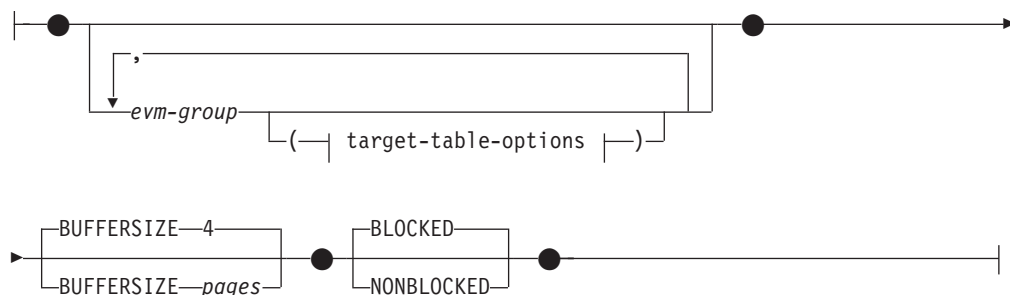 ,
evm-group
( target-table-options )
BUFFERSIZE 4 BLOCKED
BUFFERSIZE pages NONBLOCKED